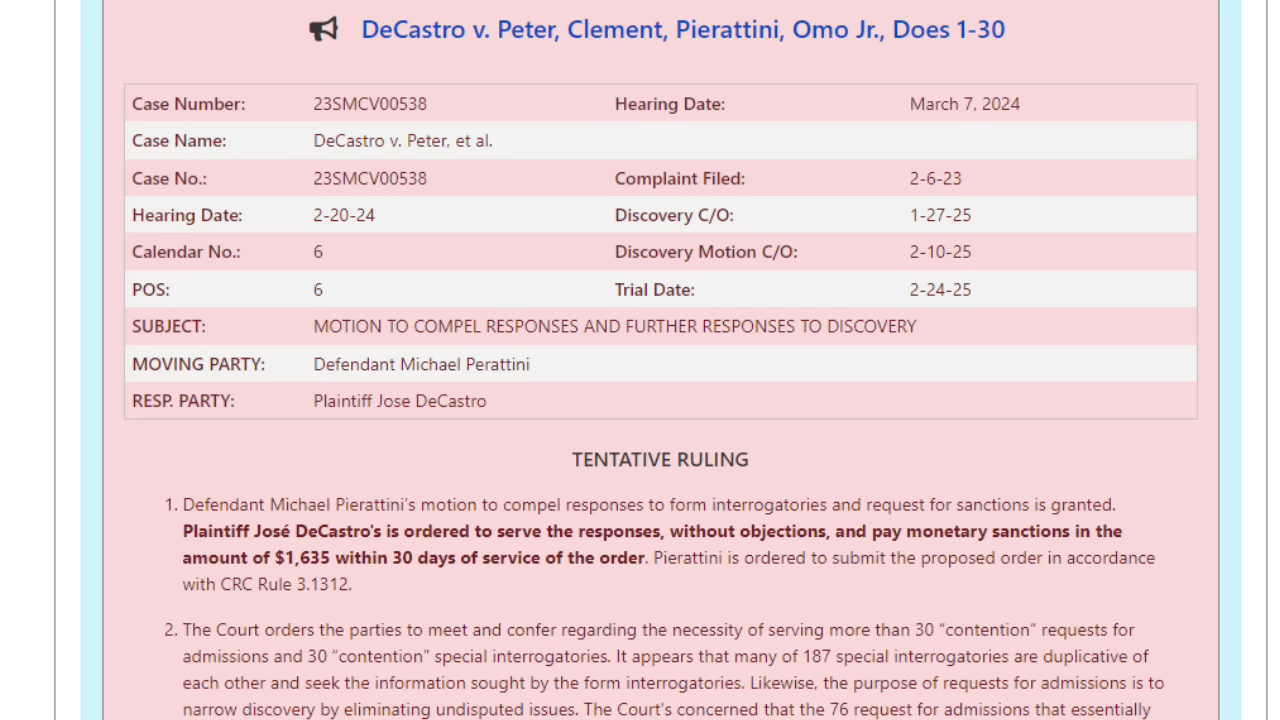 DeCastro v. Peter, Clement, Pierattini, Omo Jr., Does 1-30
Case Number: 23SMCV00538 Hearing Date: March 7, 2024
Case Name: DeCastro v. Peter, et al.
Case No.: 23SMCV00538 Complaint Filed: 2-6-23
Hearing Date: 2-20-24 Discovery C/O: 1-27-25
Calendar No.: 6 Discovery Motion C/O: 2-10-25
POS: 6 Trial Date: 2-24-25
SUBJECT: MOTION TO COMPEL RESPONSES AND FURTHER RESPONSES TO DISCOVERY
MOVING PARTY: Defendant Michael Perattini
RESP. PARTY: Plaintiff Jose DeCastro
TENTATIVE RULING
1. Defendant Michael Pierattini's motion to compel responses to form interrogatories and request for sanctions is granted.
Plaintiff José DeCastro's is ordered to serve the responses, without objections, and pay monetary sanctions in the
amount of $1,635 within 30 days of service of the order. Pierattini is ordered to submit the proposed order in accordance
with CRC Rule 3.1312.
2. The Court orders the parties to meet and confer regarding the necessity of serving more than 30 “contention” requests for
admissions and 30 “contention” special interrogatories. It appears that many of 187 special interrogatories are duplicative of
each other and seek the information sought by the form interrogatories. Likewise, the purpose of requests for admissions is to
narrow discovery by eliminating undisputed issues. The Court's concerned that the 76 request for admissions that essentially